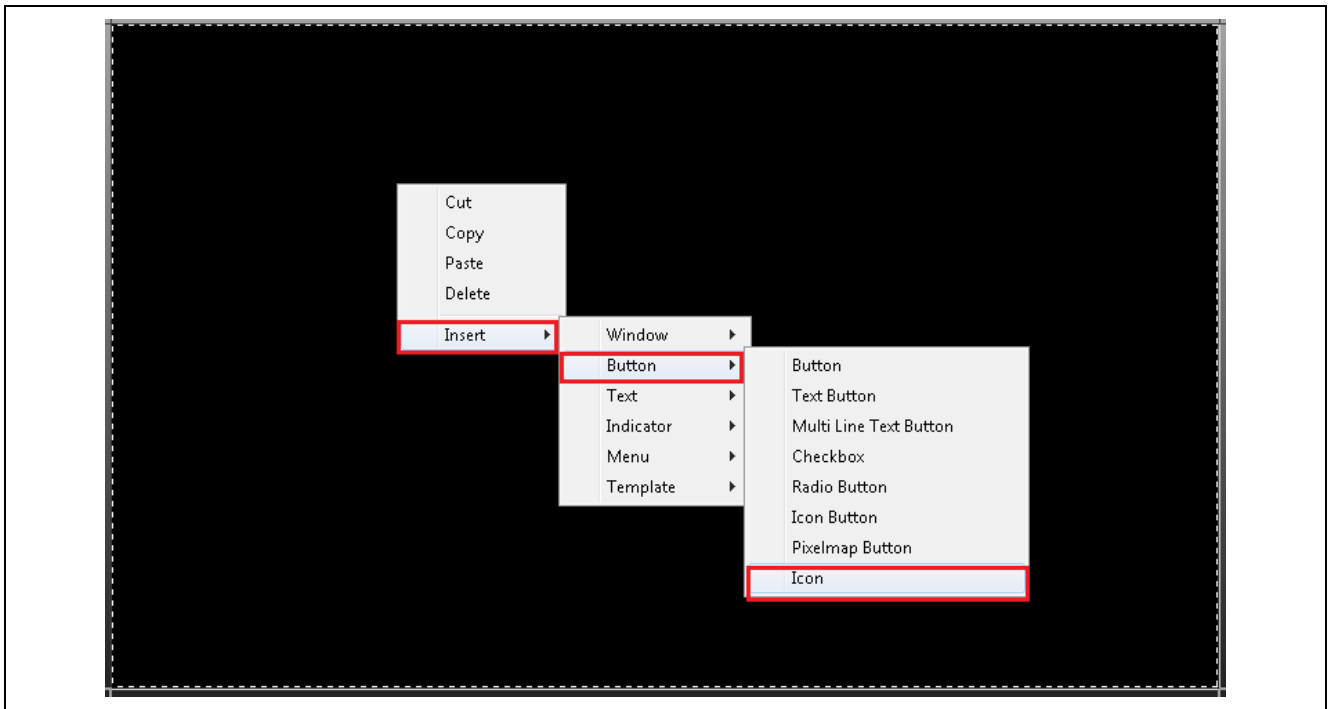 Cut
Copy
Paste
Delete
Insert
Window
Button
Text
Indicator
Menu
Template
Button
Text Button
Multi Line Text Button
Checkbox
Radio Button
Icon Button
Pixelmap Button
Icon